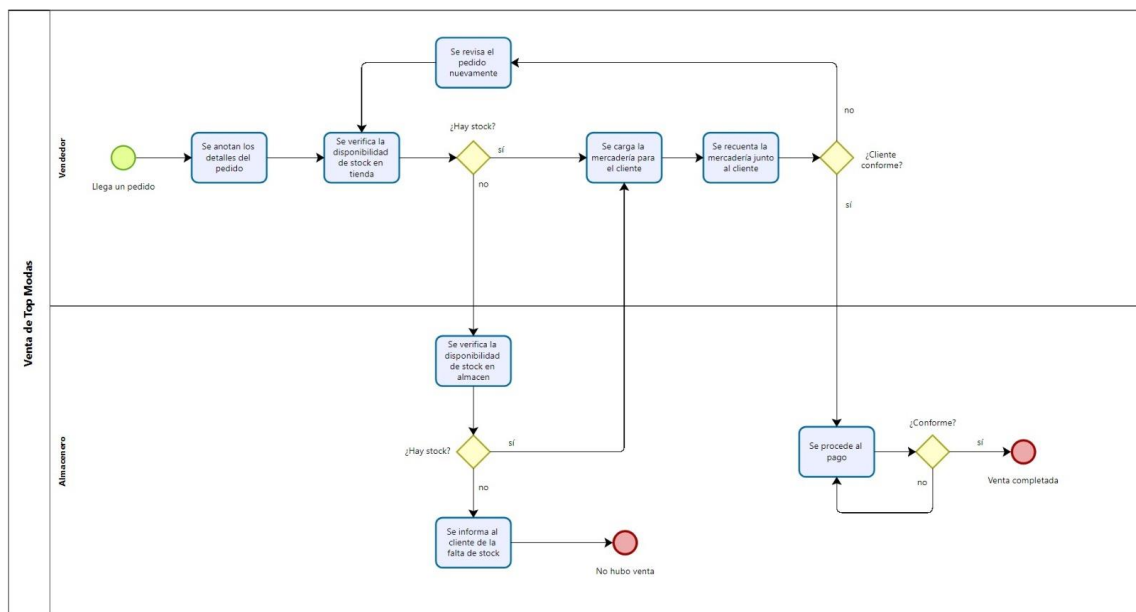 Venta de Top Modas
Vendedor
Llega un pedido
Se anotan los
detalles del
pedido
Se verifica la
disponibilidad
de stock en
tienda
Se revisa el
pedido
nuevamente
¿Hay stock?
sí
no
Se carga la
mercadería para
el cliente
Se recuenta la
mercadería junto
al cliente
no
¿Cliente
conforme?
sí
Almacenero
Se verifica la
disponibilidad
de stock en
almacen
¿Hay stock?
sí
no
Se informa al
cliente de la
falta de stock
No hubo venta
Se procede al
pago
¿Conforme?
sí
no
Venta completada